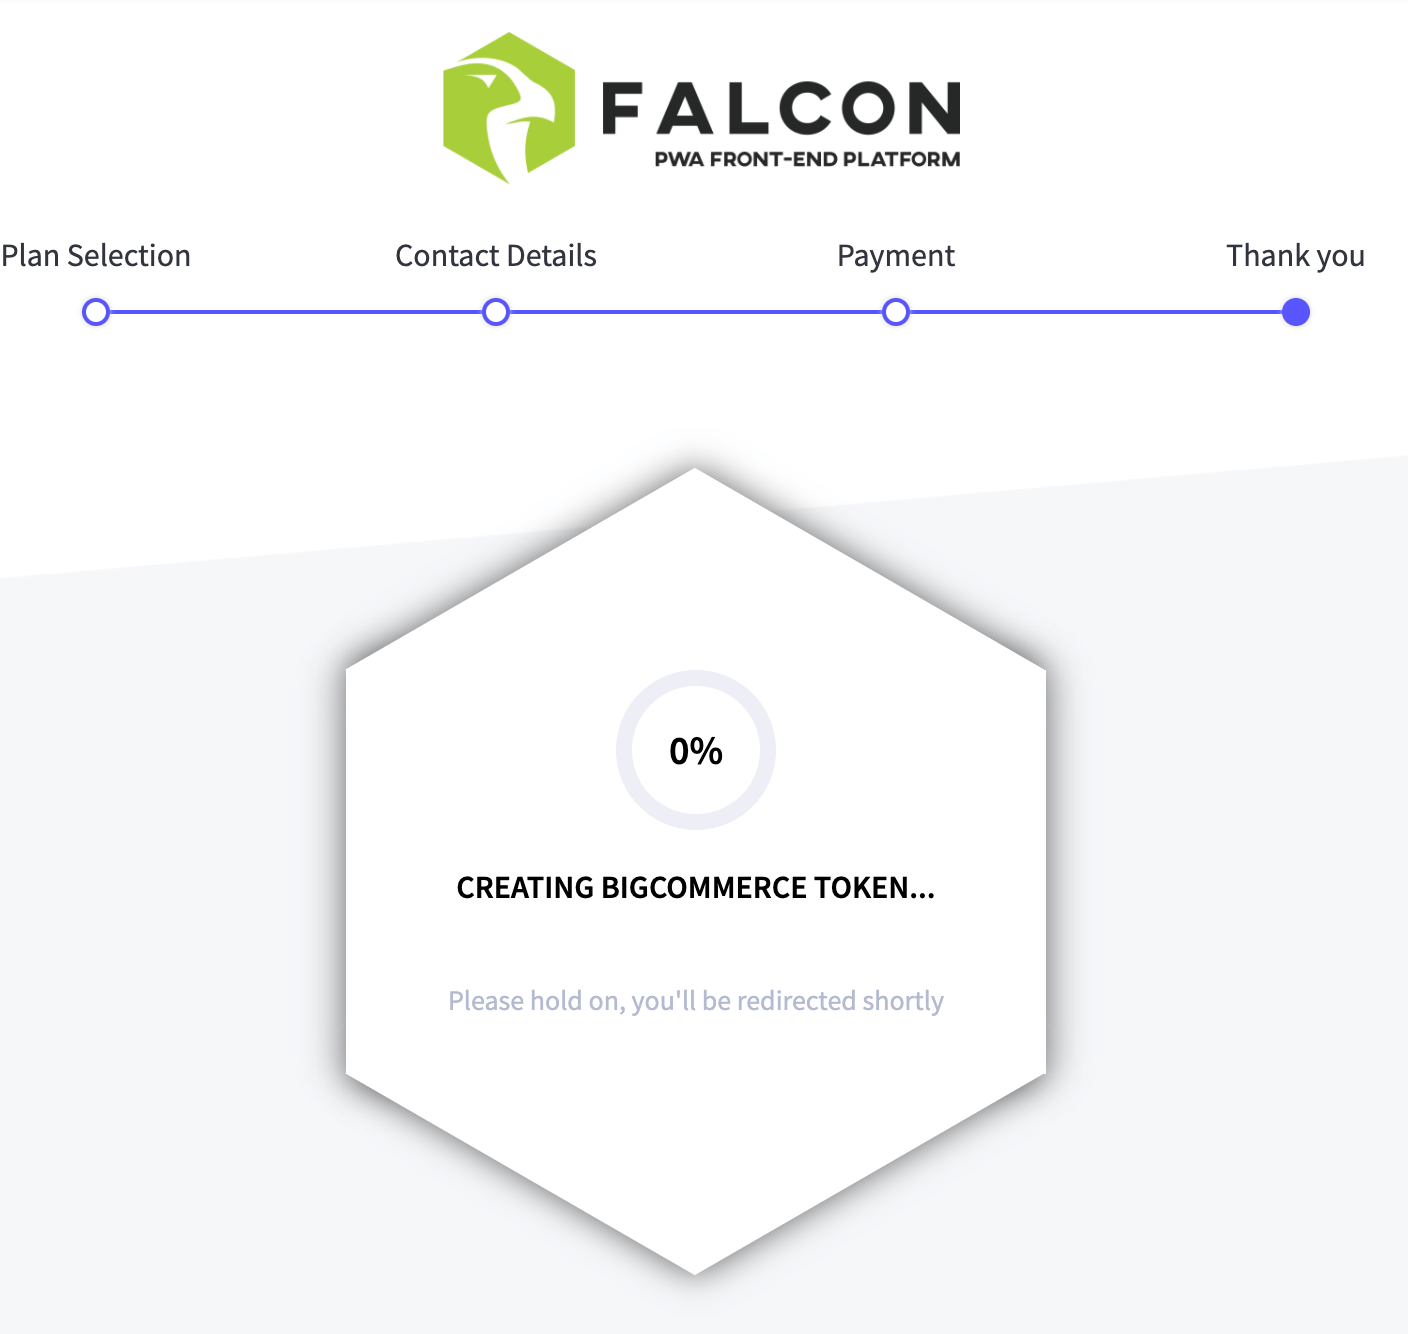 FALCON
PWA FRONT-END PLATFORM
Plan Selection
Contact Details
Payment
Thank you
0%
CREATING BIGCOMMERCE TOKEN...
Please hold on, you'll be redirected shortly